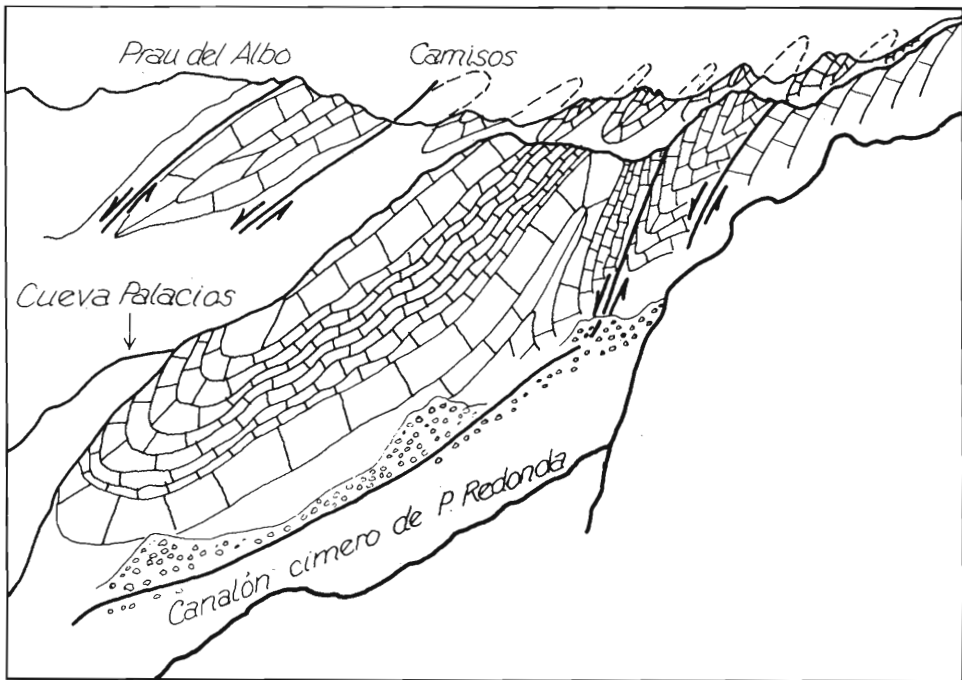 Prau del Albo
Camisos
Cueva Palacios
Canalón cimero de P. Redonda